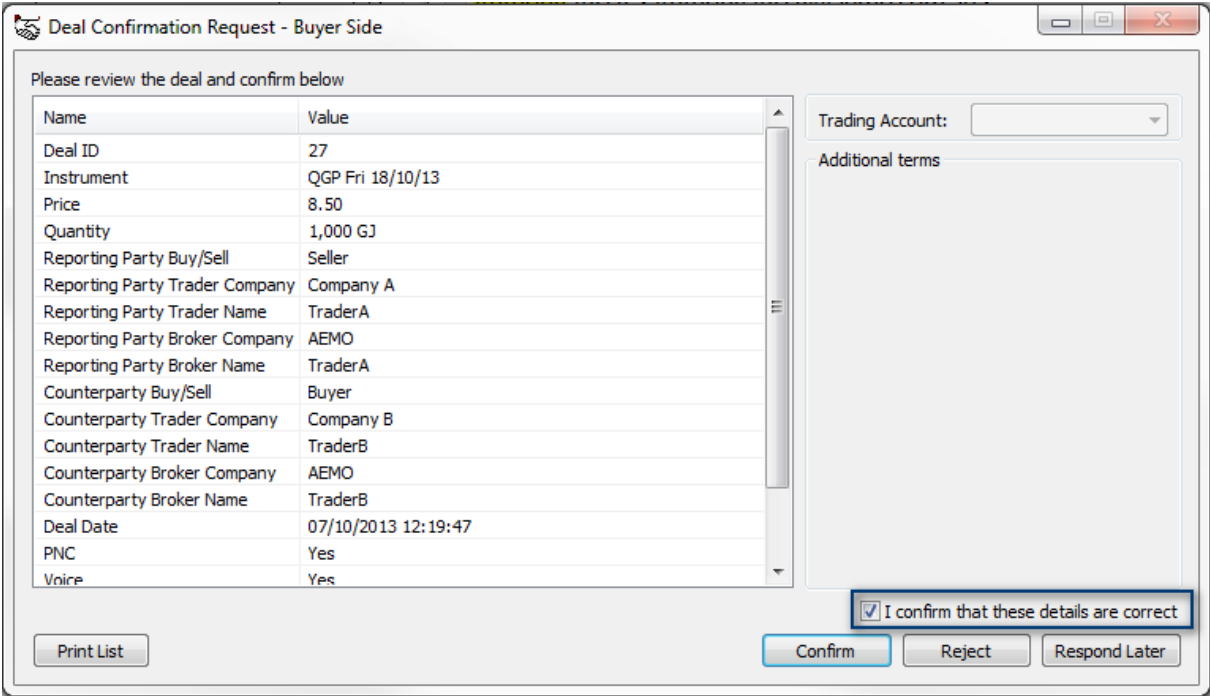 Deal Confirmation Request - Buyer Side
Please review the deal and confirm below
Name Value
Deal ID 27
Instrument QGP Fri 18/10/13
Price 8.50
Quantity 1,000 GJ
Reporting Party Buy/Sell Seller
Reporting Party Trader Company Company A
Reporting Party Trader Name TraderA
Reporting Party Broker Company AEMO
Reporting Party Broker Name TraderA
Counterparty Buy/Sell Buyer
Counterparty Trader Company Company B
Counterparty Trader Name TraderB
Counterparty Broker Company AEMO
Counterparty Broker Name TraderB
Deal Date 07/10/2013 12:19:47
PNC Yes
Voice Yes
Trading Account:
Additional terms
I confirm that these details are correct
Print List Confirm Reject Respond Later